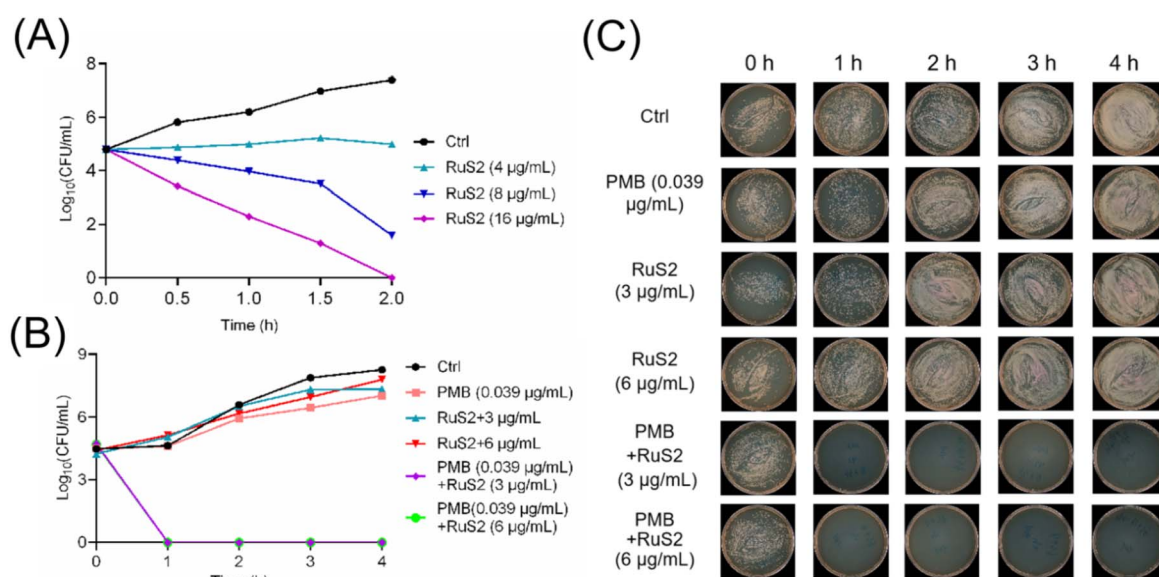 (A)
8
6
4
2
0
Log10(CFU/mL)
0.0 0.5 1.0 1.5 2.0
Time (h)
Ctrl
RuS2 (4 µg/mL)
RuS2 (8 µg/mL)
RuS2 (16 µg/mL)
(B)
9
6
3
0
Log10(CFU/mL)
0 1 2 3 4
Time (h)
Ctrl
PMB (0.039 µg/mL)
RuS2+3 µg/mL
RuS2+6 µg/mL
PMB (0.039 µg/mL)
+RuS2 (3 µg/mL)
PMB(0.039 µg/mL)
+RuS2 (6 µg/mL)
(C)
0 h 1 h 2 h 3 h 4 h
Ctrl
PMB (0.039
µg/mL)
RuS2
(3 µg/mL)
RuS2
(6 µg/mL)
PMB
+RuS2
(3 µg/mL)
PMB
+RuS2
(6 µg/mL)